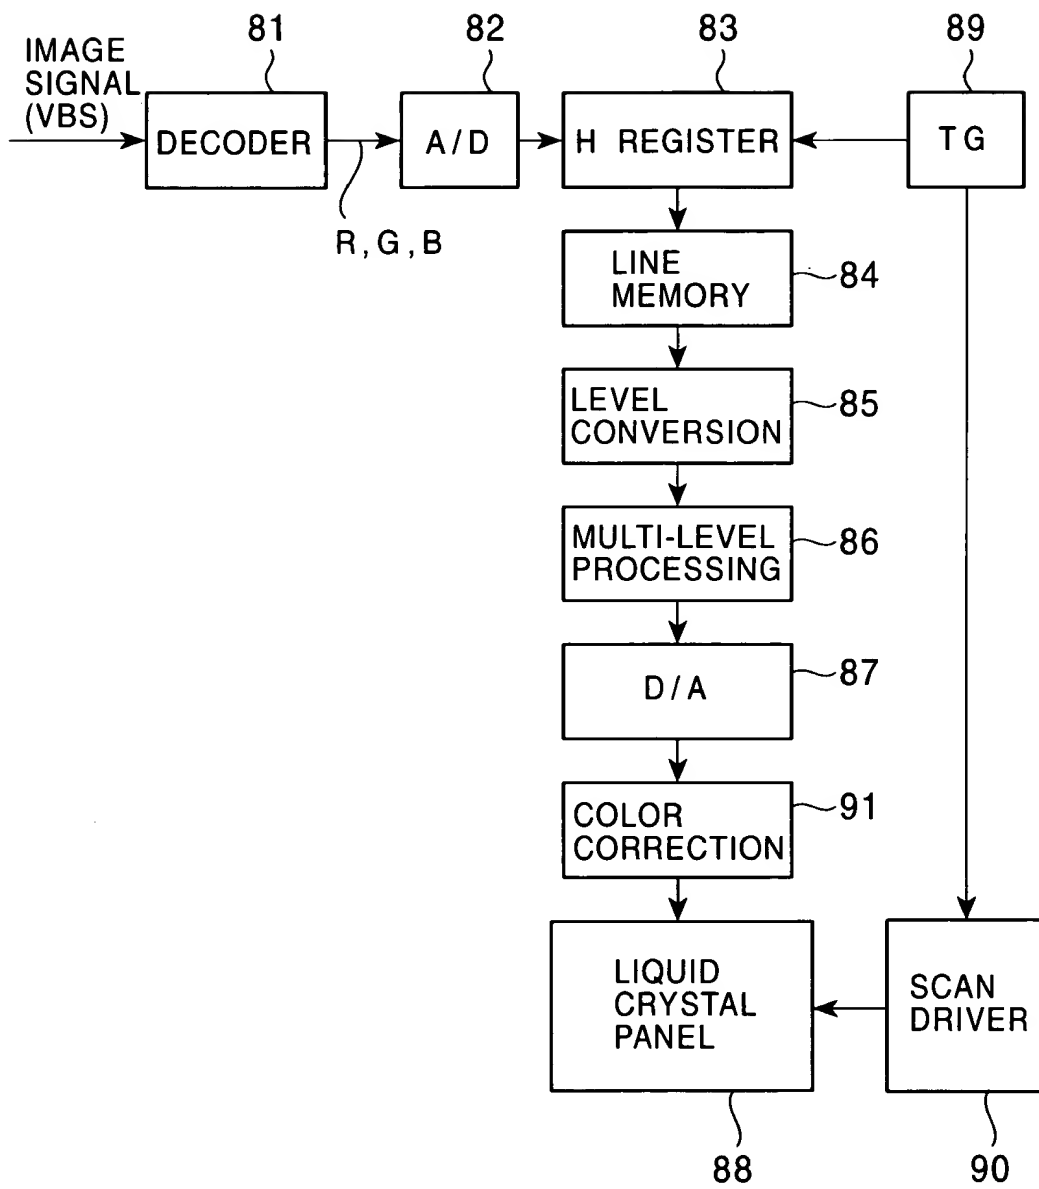 81
82
83
89
IMAGE
SIGNAL
(VBS)
DECODER
A/D
H REGISTER
TG
R, G, B
LINE
MEMORY
84
LEVEL
CONVERSION
85
MULTI-LEVEL
PROCESSING
86
D/A
87
COLOR
CORRECTION
91
LIQUID
CRYSTAL
PANEL
SCAN
DRIVER
88
90